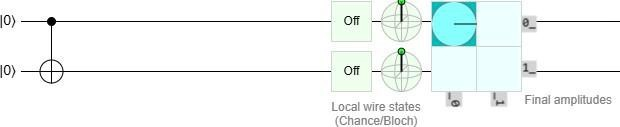 |0⟩ Off 0_
|0⟩ Off 1_
_0 _1
Local wire states
(Chance/Bloch)
Final amplitudes